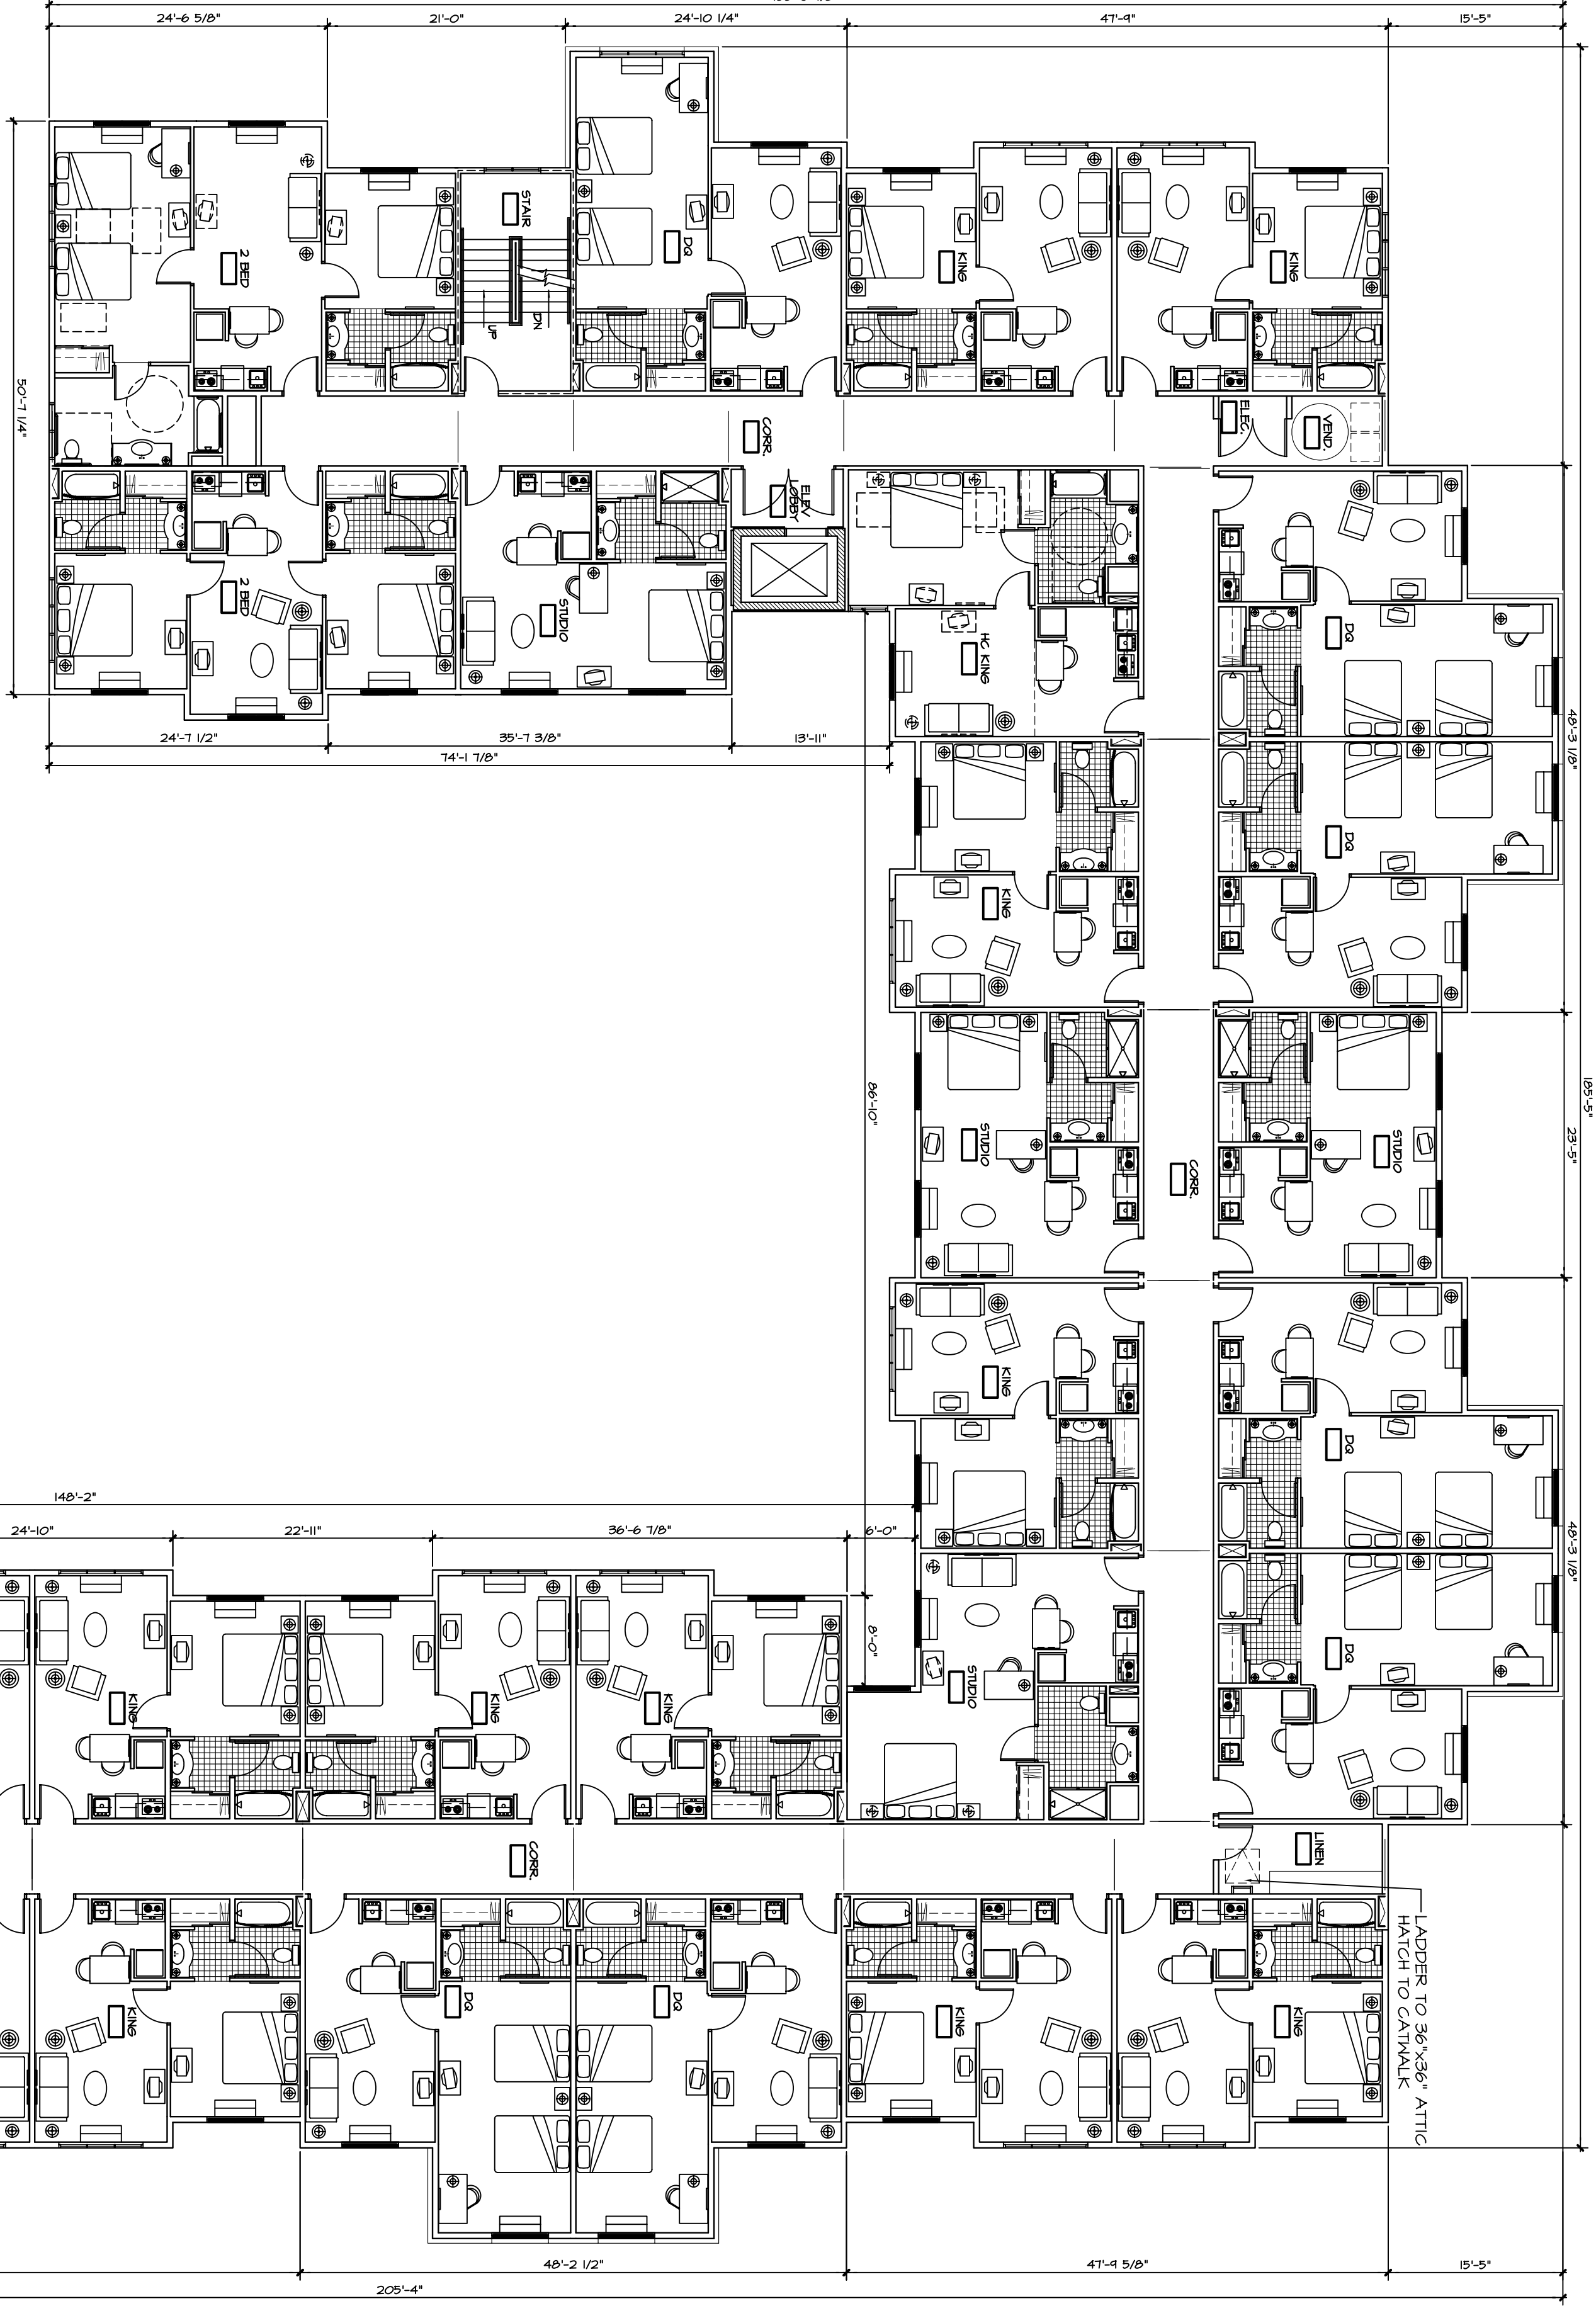 24'-6 5/8"
21'-0"
24'-10 1/4"
47'-9"
15'-5"
STAIR
DQ
2 BED
KING
KING
UP
DN
50'-7 1/4"
CORR.
ELEC.
VEND.
ELEV
LOBBY
2 BED
STUDIO
HC KING
DQ
48'-3 1/8"
24'-7 1/2"
35'-7 3/8"
13'-11"
74'-1 7/8"
DQ
KING
86'-10"
185'-5"
STUDIO
STUDIO
23'-5"
CORR.
KING
DQ
148'-2"
24'-10"
22'-11"
36'-6 7/8"
6'-0"
48'-3 1/8"
8'-0"
DQ
STUDIO
KING
KING
KING
CORR.
LINEN
LADDER TO 36"x36" ATTIC
HATCH TO CATWALK
KING
DQ
DQ
KING
KING
48'-2 1/2"
47'-9 5/8"
15'-5"
205'-4"